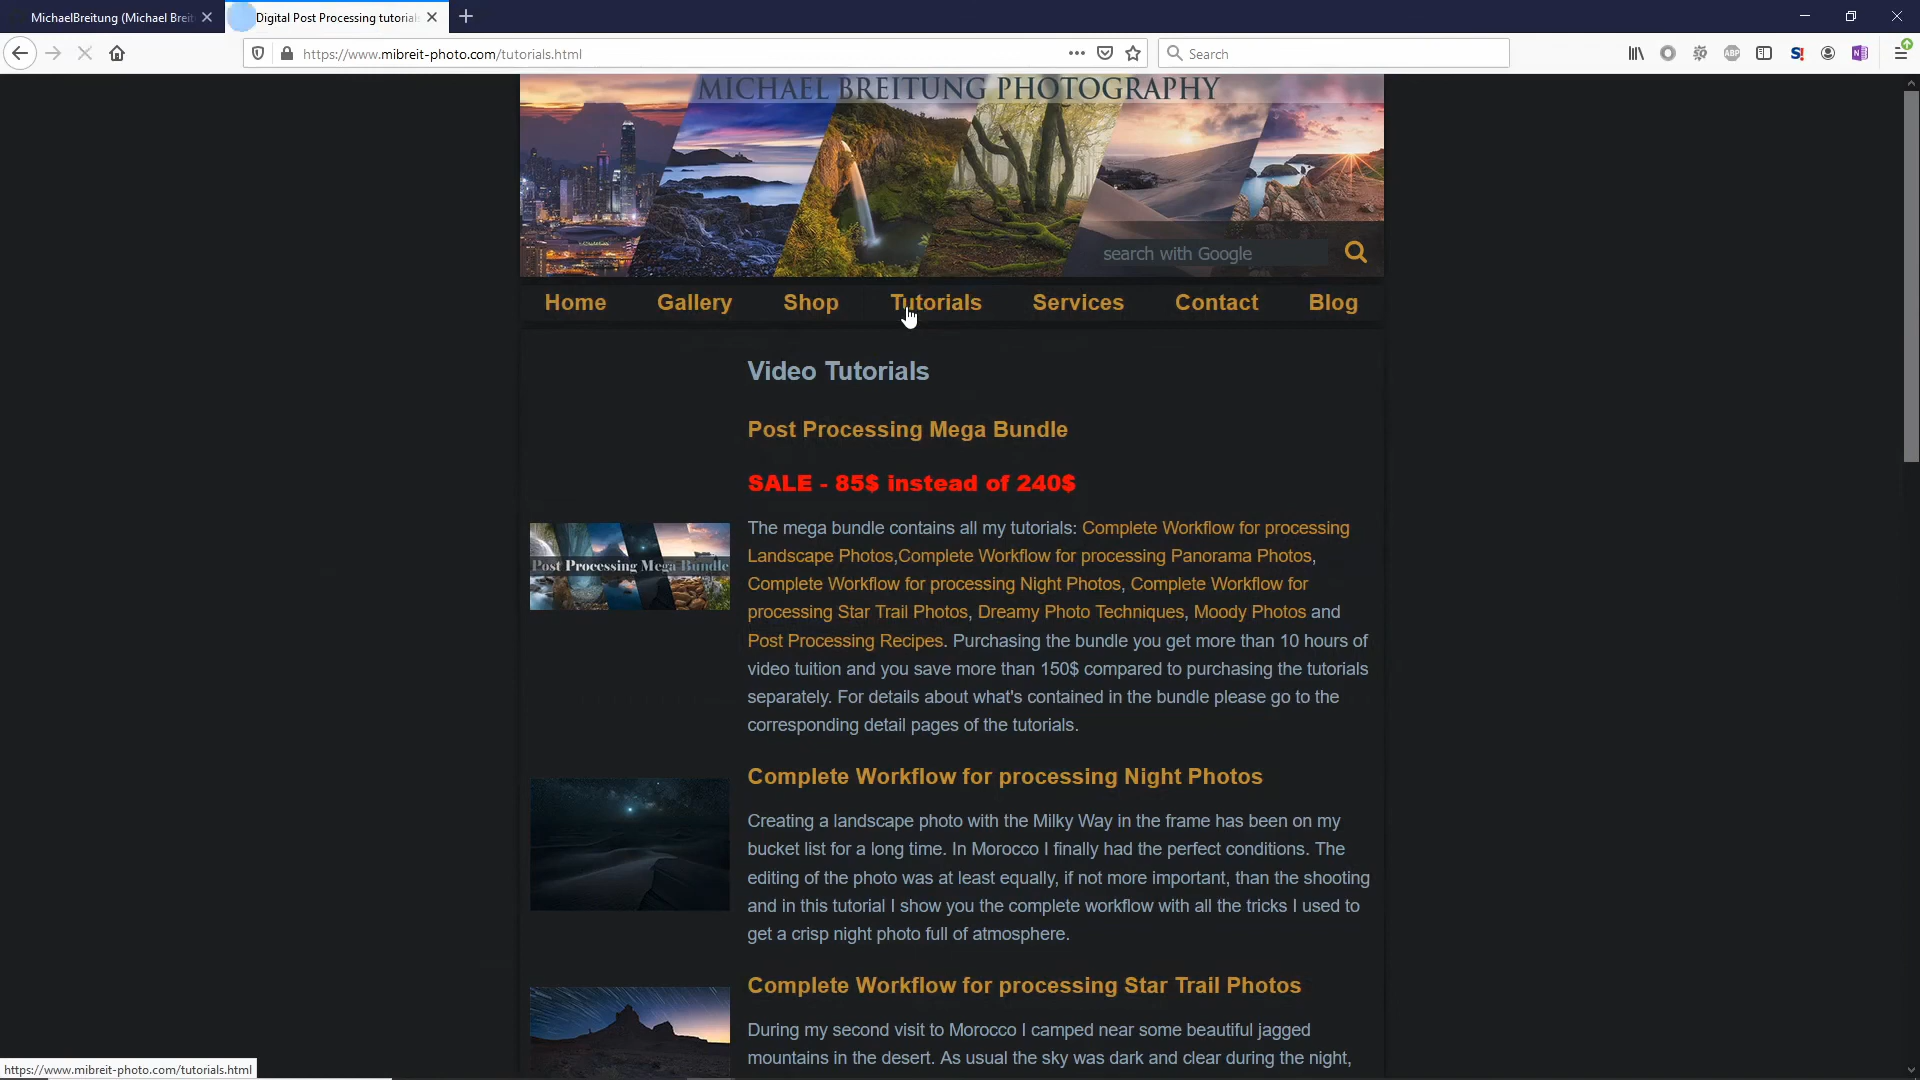 MichaelBreitung (Michael Breit
Digital Post Processing tutorials
https://www.mibreit-photo.com/tutorials.html
Search
MICHAEL BREITUNG PHOTOGRAPHY
search with Google
Home Gallery Shop Tutorials Services Contact Blog
Video Tutorials
Post Processing Mega Bundle
SALE - 85$ instead of 240$
The mega bundle contains all my tutorials: Complete Workflow for processing
Landscape Photos,Complete Workflow for processing Panorama Photos,
Complete Workflow for processing Night Photos, Complete Workflow for
processing Star Trail Photos, Dreamy Photo Techniques, Moody Photos and
Post Processing Recipes. Purchasing the bundle you get more than 10 hours of
video tuition and you save more than 150$ compared to purchasing the tutorials
separately. For details about what's contained in the bundle please go to the
corresponding detail pages of the tutorials.
Post Processing Mega Bundle
Complete Workflow for processing Night Photos
Creating a landscape photo with the Milky Way in the frame has been on my
bucket list for a long time. In Morocco I finally had the perfect conditions. The
editing of the photo was at least equally, if not more important, than the shooting
and in this tutorial I show you the complete workflow with all the tricks I used to
get a crisp night photo full of atmosphere.
Complete Workflow for processing Star Trail Photos
During my second visit to Morocco I camped near some beautiful jagged
mountains in the desert. As usual the sky was dark and clear during the night,
https://www.mibreit-photo.com/tutorials.html